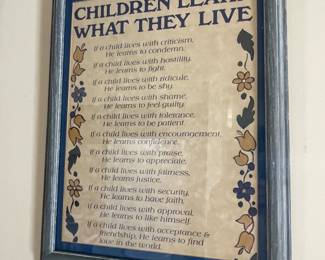 CHILDREN LEARN
WHAT THEY LIVE
If a child lives with criticism,
He learns to condemn.
If a child lives with hostility,
He learns to fight.
If a child lives with ridicule,
He learns to be shy.
If a child lives with shame,
He learns to feel guilty.
If a child lives with tolerance,
He learns to be patient.
If a child lives with encouragement,
He learns confidence.
If a child lives with praise,
He learns to appreciate.
If a child lives with fairness,
He learns justice.
If a child lives with security,
He learns to have faith.
If a child lives with approval,
He learns to like himself.
If a child lives with acceptance &
friendship, He learns to find
love in the world.